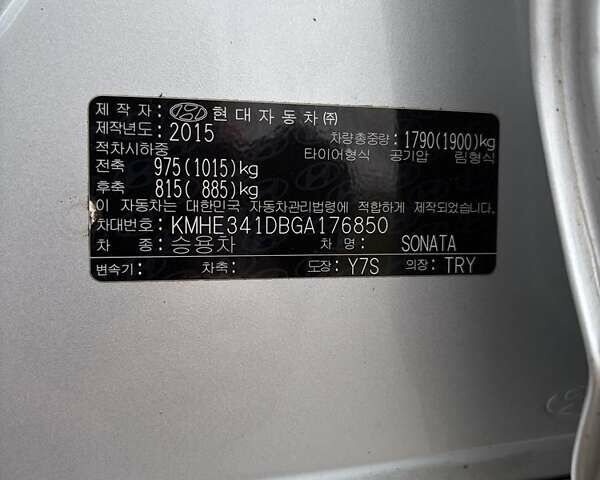 제 작 자 : 현대자동차㈜
제작년도: 2015 차량총중량: 1790(1900)kg
적차시하중 타이어형식 공기압 림형식
전축 975(1015)kg
후축 815( 885)kg
이 자동차는 대한민국 자동차관리법령에 적합하게 제작되었습니다.
차대번호: KMHE341DBGA176850
차 종: 승용차 차 명: SONATA
변속기: 차축: 도장: Y7S 의장: TRY